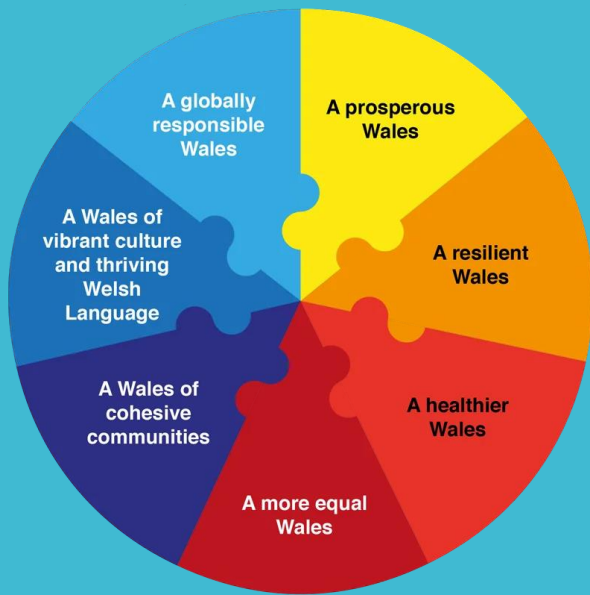 A prosperous
Wales
A resilient
Wales
A healthier
Wales
A more equal
Wales
A Wales of
cohesive
communities
A Wales of
vibrant culture
and thriving
Welsh
Language
A globally
responsible
Wales